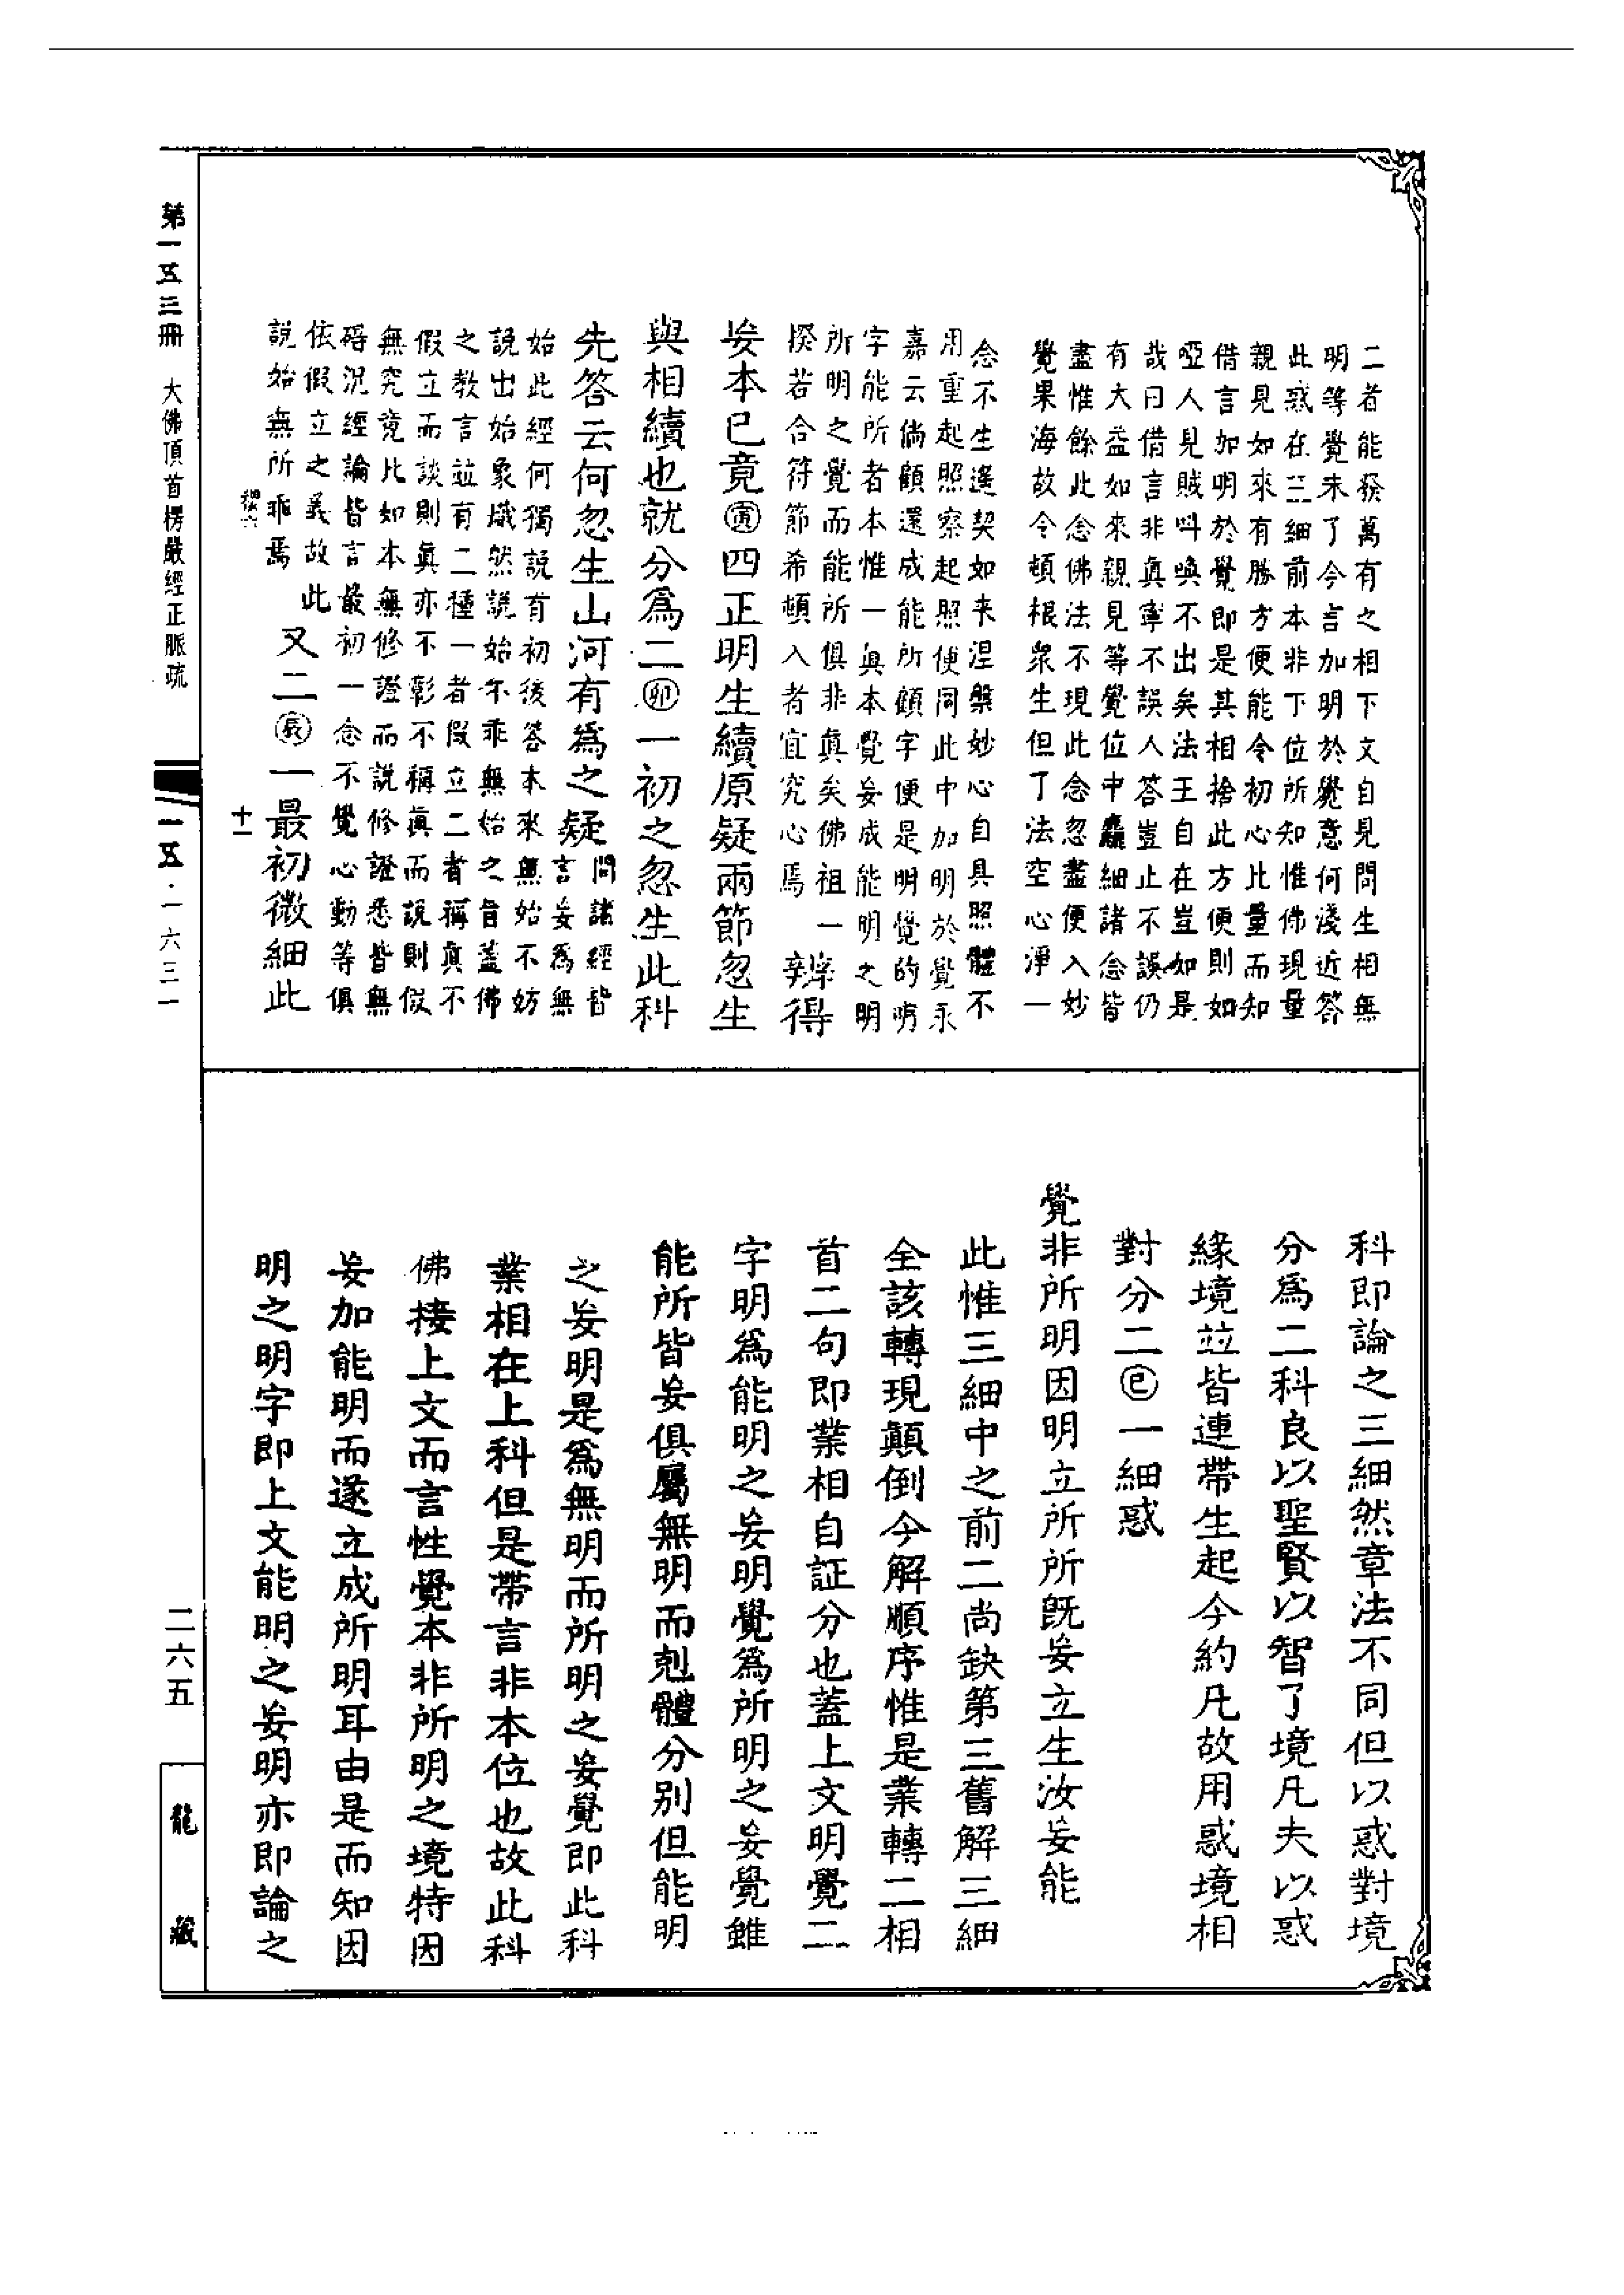 二者能發萬有之相下文自見問生相無
明等覺未了今言加明於覺意何淺近答
此惑在三細前本非下位所知惟佛現量
親見如來有勝方便能令初心比量而知
借言加明於覺即是其相捨此方便則如
啞人見賊叫喚不出矣法王自在豈如是
哉曰借言非真寧不誤人答豈止不誤仍
有大益如來親見等覺位中麤細諸念皆
盡惟餘此念佛法不現此念忽盡便入妙
覺果海故今頓根衆生但了法空心淨一
念不生遙契如來涅槃妙心自具照體不
用重起照察起照便同此中加明於覺永
嘉云倘顧還成能所顧字便是明覺的明
字能所者本惟一真本覺妄成能明之明
所明之覺而能所俱非真矣佛祖一
揆若合符節希頓入者宜究心焉
辯得
妄本已竟㊢四正明生續原疑兩節忽生
與相續也就分爲二㊞一初之忽生此科
先答云何忽生山河有爲之疑問諸經皆
言妄爲無
始此經何獨說有初後答本來無始不妨
說出始象熾然說始不乖無始之旨蓋佛
之教言並有二種一者假立二者稱真不
假立而談則真亦不彰不稱真而說則假
無究竟比如本無修證而說修證悉皆無
碍況經論皆言最初一念不覺心動等俱
依假立之義故此
說始無所乖焉
又二㊋一最初微細此
稷六
十一
科即論之三細然章法不同但以惑對境
分爲二科良以聖賢以智了境凡夫以惑
緣境並皆連帶生起今約凡故用惑境相
對分二㊀一細惑
覺非所明因明立所所既妄立生汝妄能
此惟三細中之前二尚缺第三舊解三細
全該轉現顛倒今解順序惟是業轉二相
首二句即業相自証分也蓋上文明覺二
字明爲能明之妄明覺爲所明之妄覺雖
能所皆妄俱屬無明而剋體分別但能明
之妄明是爲無明而所明之妄覺即此科
業相在上科但是帶言非本位也故此科
佛接上文而言性覺本非所明之境特因
妄加能明而遂立成所明耳由是而知因
明之明字即上文能明之妄明亦即論之
第一五三冊 大佛頂首楞嚴經正脈疏
一五·一六三一
二六五
龍藏